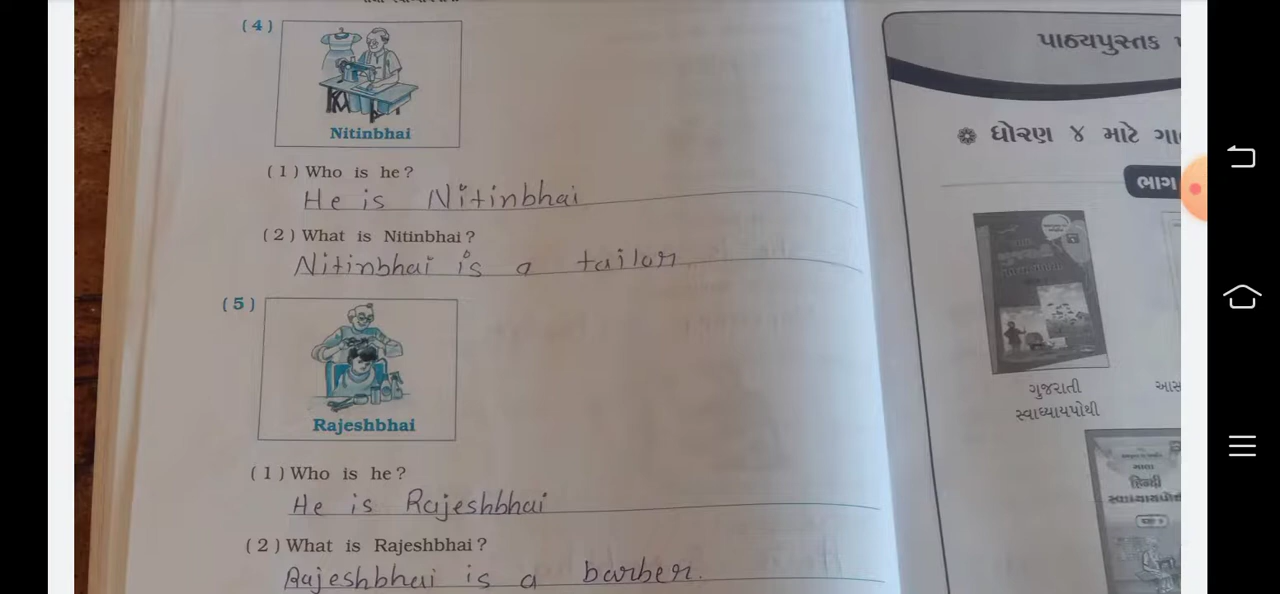 (4)
Nitinbhai
(1) Who is he?
He is Nitinbhai
(2) What is Nitinbhai?
Nitinbhai is a tailor
(5)
Rajeshbhai
(1) Who is he?
He is Rajeshbhai
(2) What is Rajeshbhai?
Rajeshbhai is a barber.
પાઠ્યપુસ્તક
ધોરણ ૪ માટે
ભાગ
ગુજરાતી
સ્વાધ્યાયપોથી
हिन्दी